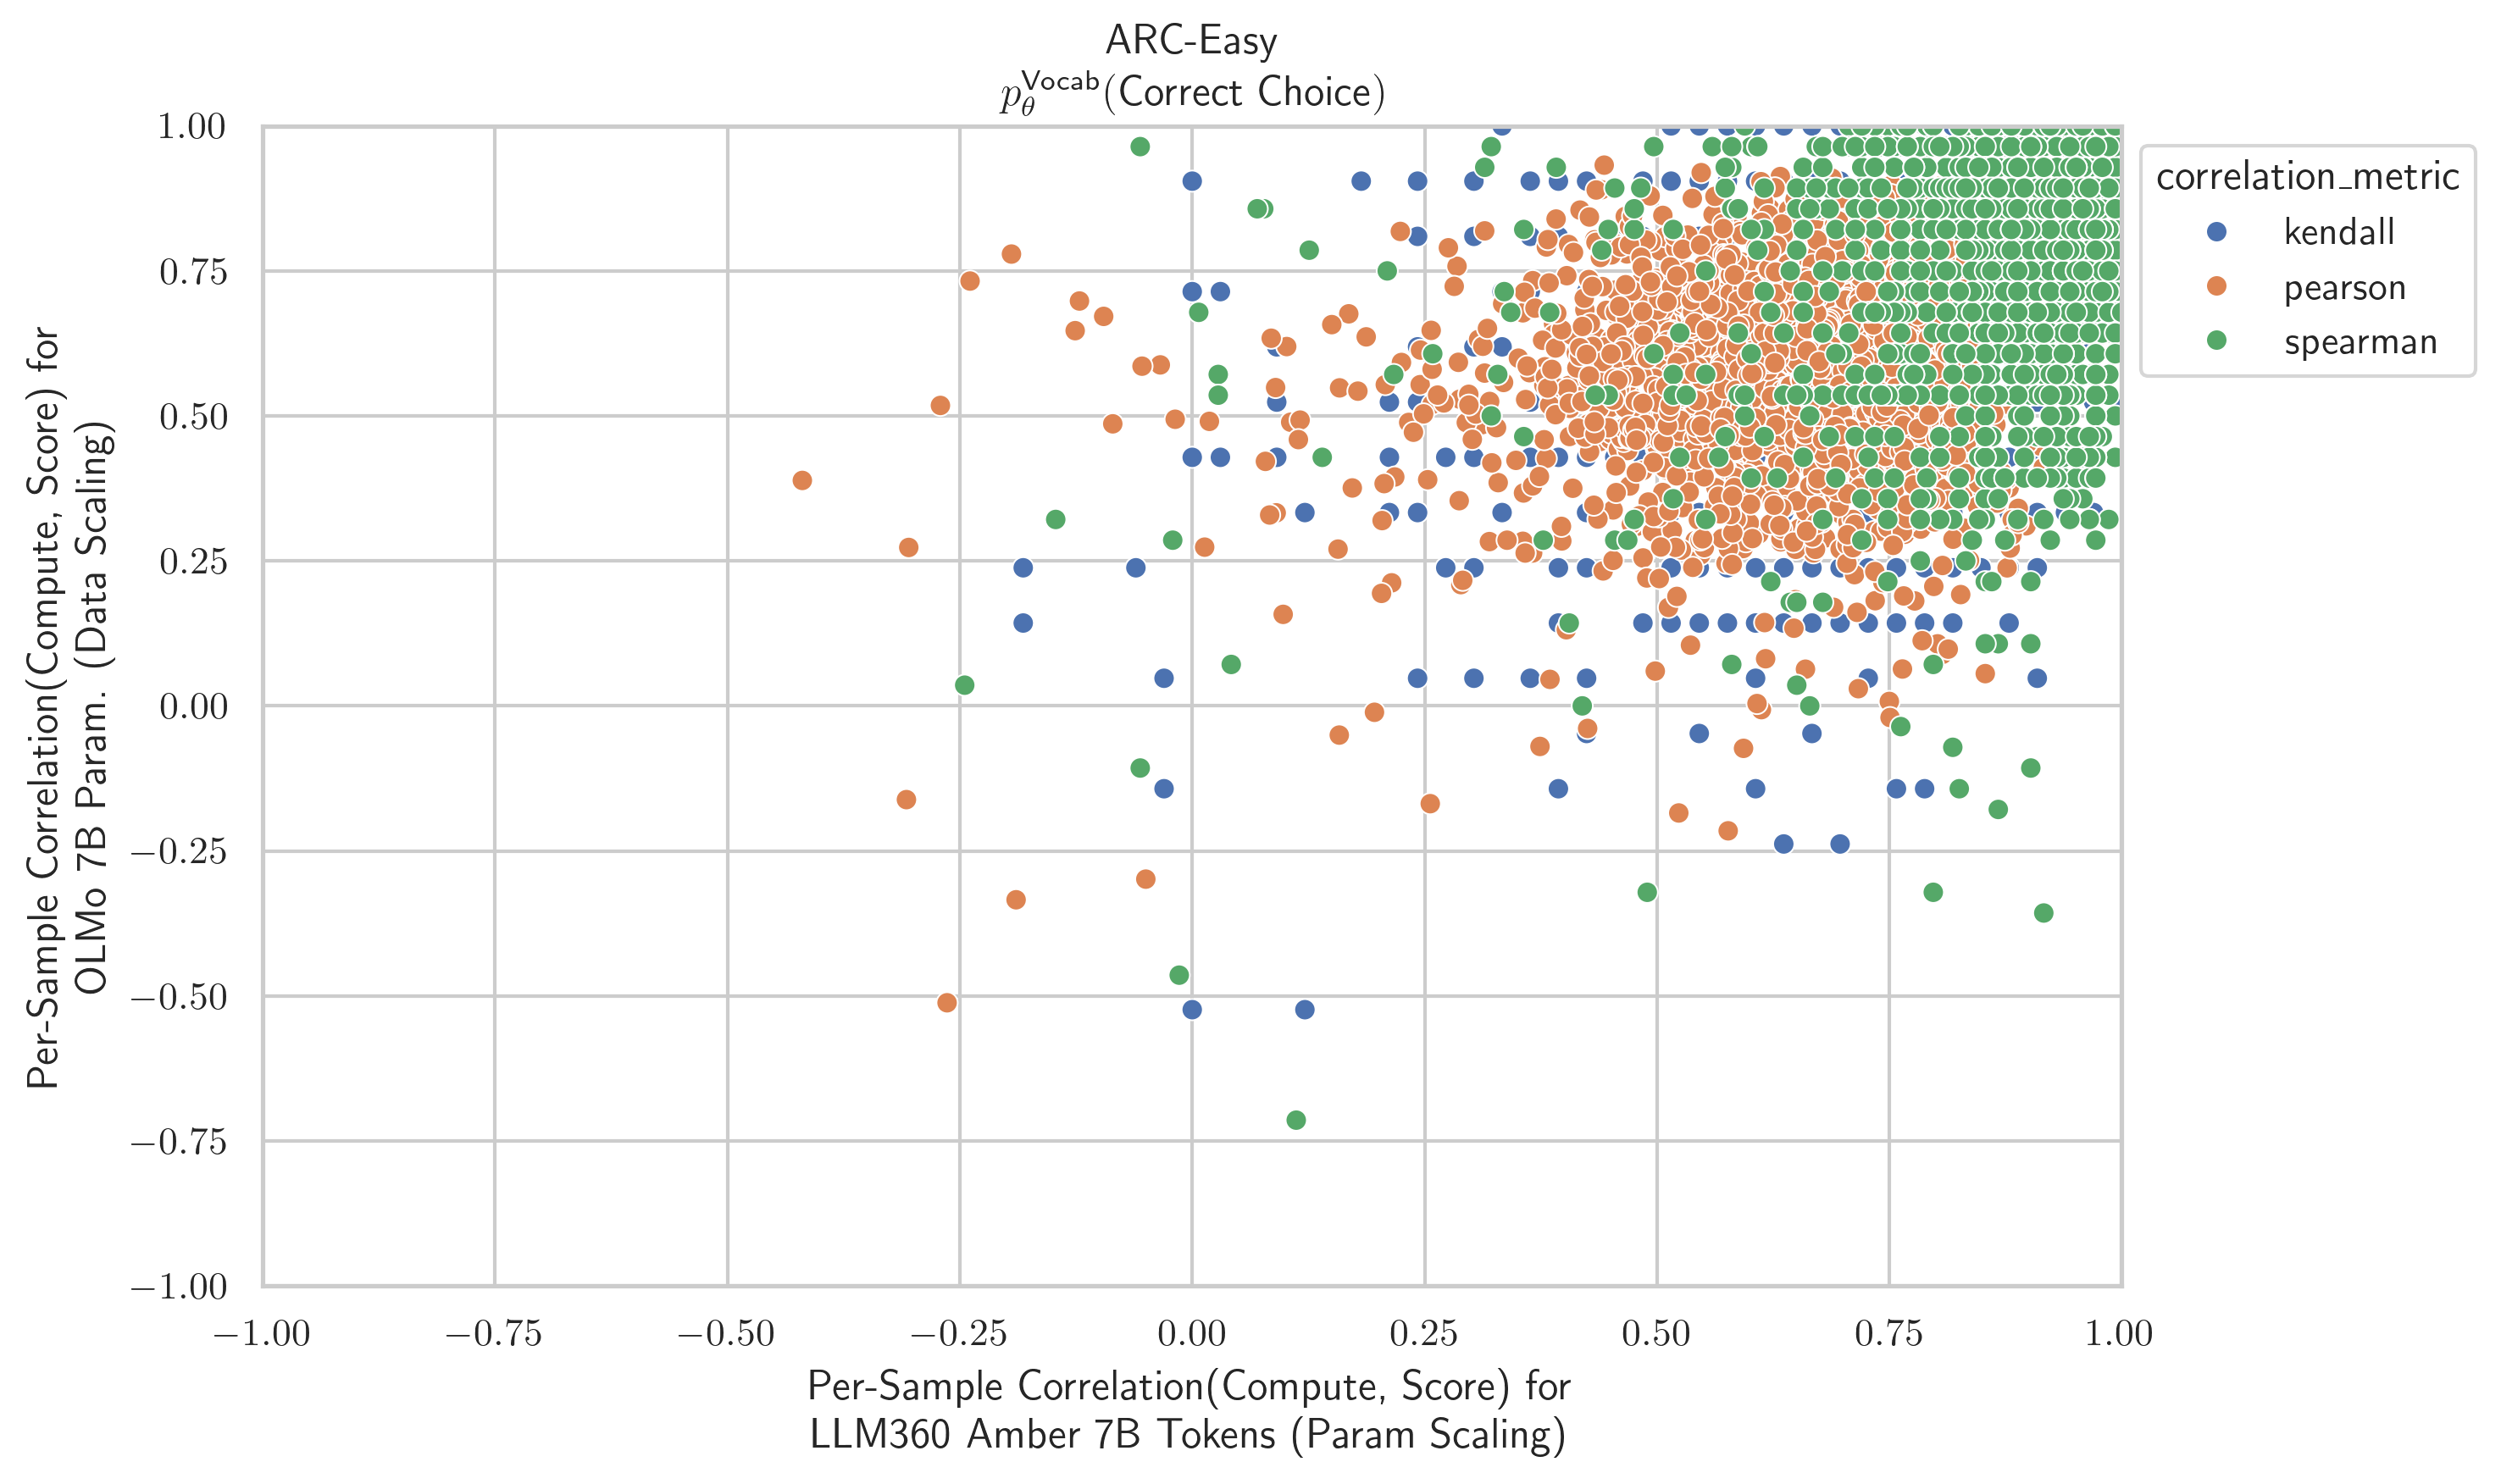 ARC-Easy
p_θ^Vocab(Correct Choice)
Per-Sample Correlation(Compute, Score) for
OLMo 7B Param. (Data Scaling)
1.00
0.75
0.50
0.25
0.00
−0.25
−0.50
−0.75
−1.00
−1.00 −0.75 −0.50 −0.25 0.00 0.25 0.50 0.75 1.00
Per-Sample Correlation(Compute, Score) for
LLM360 Amber 7B Tokens (Param Scaling)
correlation_metric
kendall
pearson
spearman